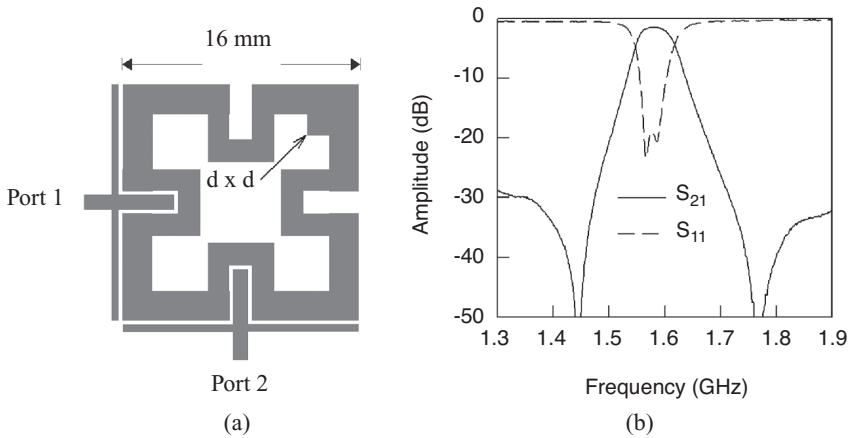 16 mm
d x d
Port 1
Port 2
(a)
0
-10
-20
-30
-40
-50
Amplitude (dB)
S21
S11
1.3 1.4 1.5 1.6 1.7 1.8 1.9
Frequency (GHz)
(b)